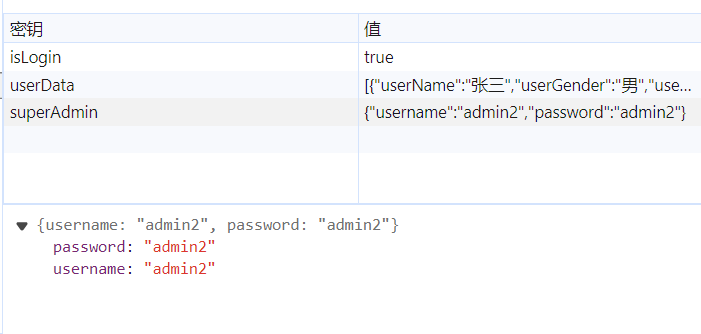 密钥 值
isLogin true
userData [{"userName":"张三","userGender":"男","use...
superAdmin {"username":"admin2","password":"admin2"}
{username: "admin2", password: "admin2"}
password: "admin2"
username: "admin2"